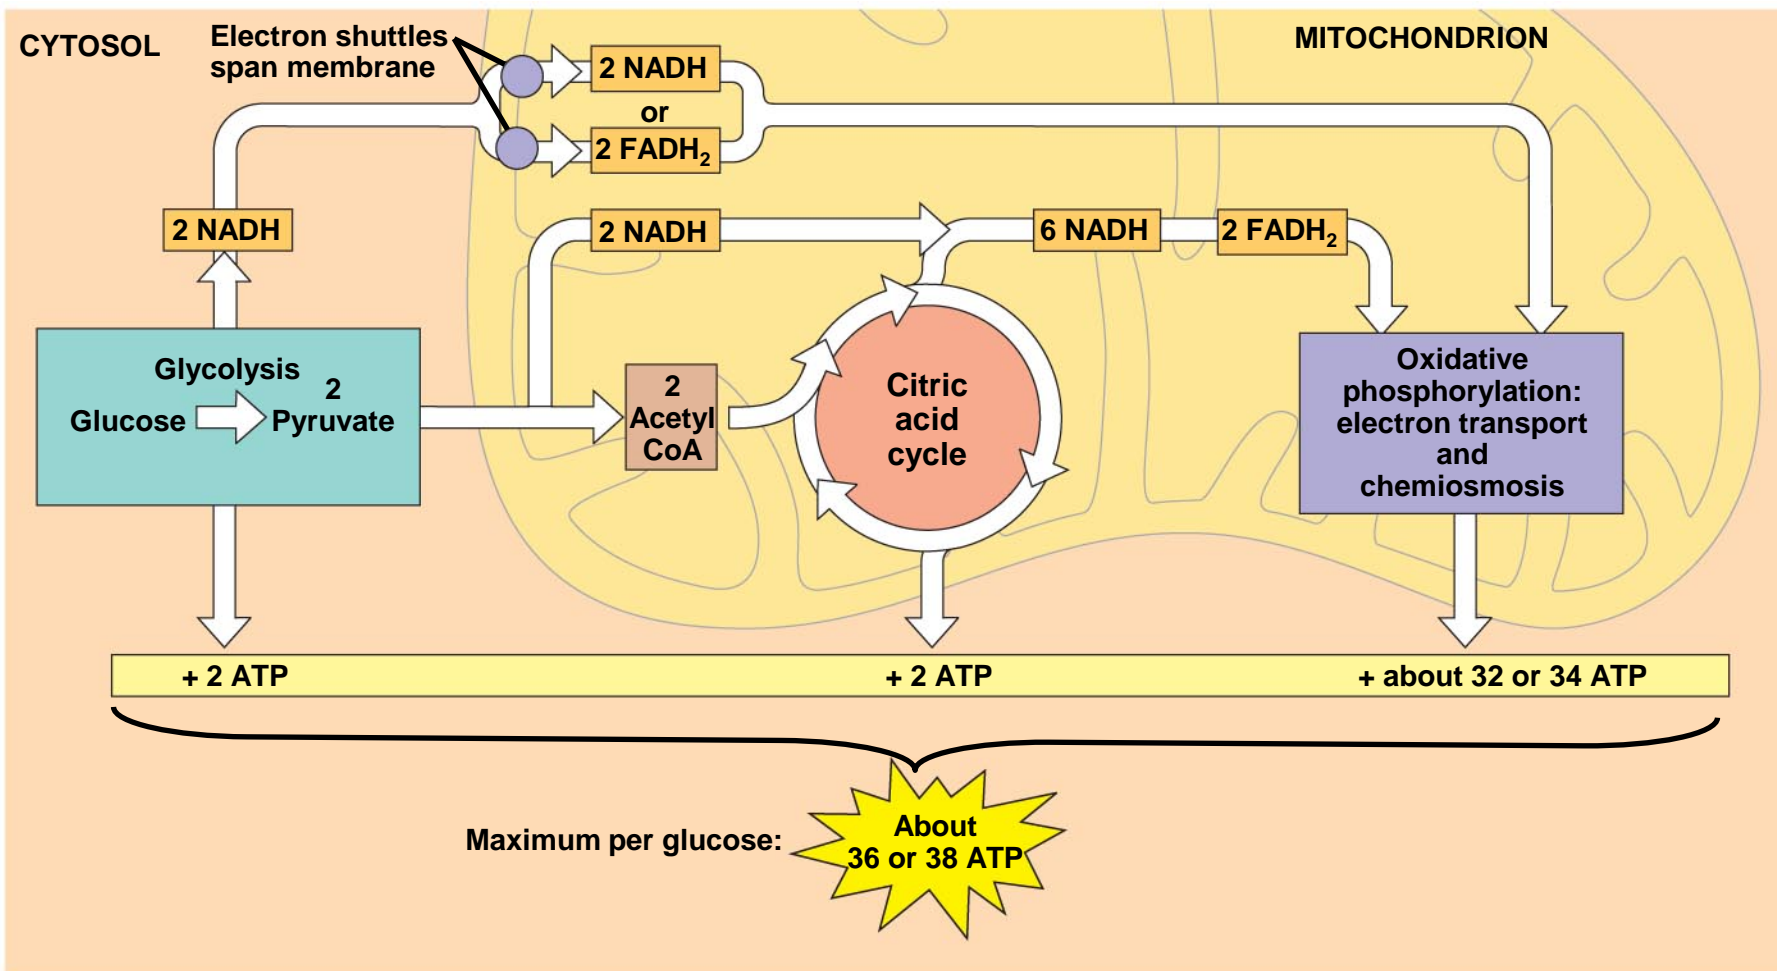 CYTOSOL
Electron shuttles
span membrane
MITOCHONDRION
2 NADH
or
2 FADH₂
2 NADH
2 NADH
6 NADH
2 FADH₂
Glycolysis
Glucose
2
Pyruvate
2
Acetyl
CoA
Citric
acid
cycle
Oxidative
phosphorylation:
electron transport
and
chemiosmosis
+ 2 ATP
+ 2 ATP
+ about 32 or 34 ATP
Maximum per glucose:
About
36 or 38 ATP